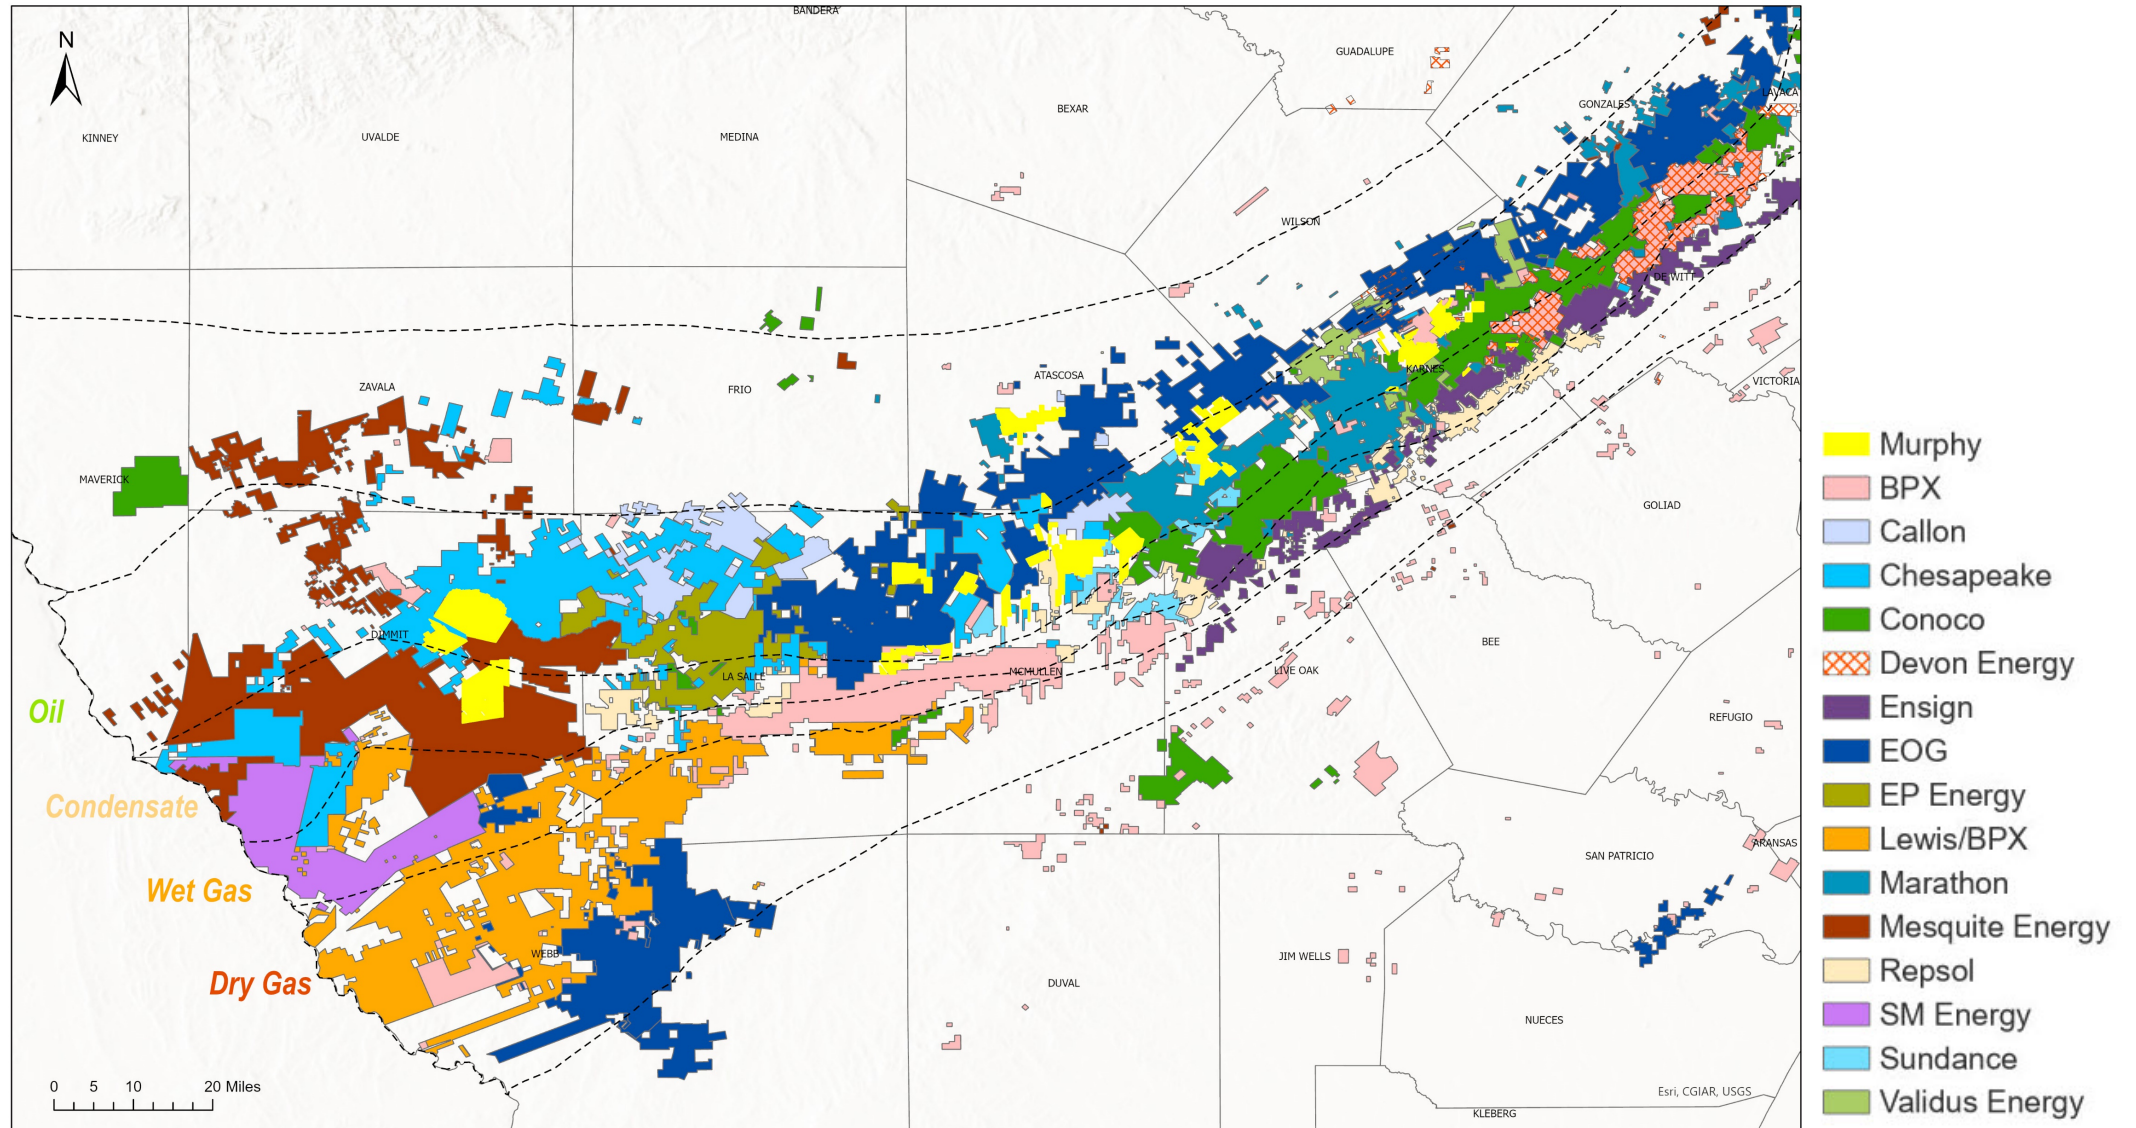 BANDERA
N
GUADALUPE
KINNEY
UVALDE
MEDINA
BEXAR
GONZALES
LAVACA
WILSON
DE WITT
ZAVALA
FRIO
ATASCOSA
KARNES
VICTORIA
MAVERICK
GOLIAD
DIMMIT
LA SALLE
MCMULLEN
LIVE OAK
BEE
REFUGIO
Oil
Condensate
Wet Gas
Dry Gas
WEBB
DUVAL
JIM WELLS
SAN PATRICIO
ARANSAS
NUECES
KLEBERG
0 5 10 20 Miles
Esri, CGIAR, USGS
Murphy
BPX
Callon
Chesapeake
Conoco
Devon Energy
Ensign
EOG
EP Energy
Lewis/BPX
Marathon
Mesquite Energy
Repsol
SM Energy
Sundance
Validus Energy